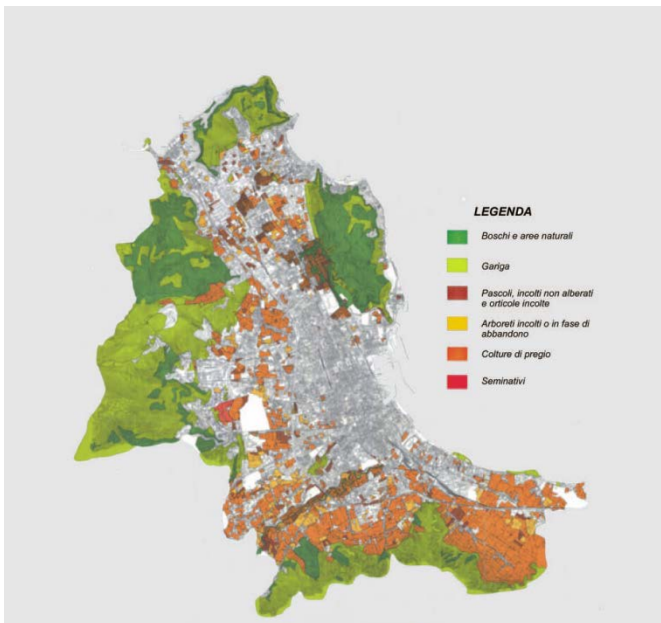 LEGENDA
Boschi e aree naturali
Gariga
Pascoli, incolti non alberati
e orticole incolte
Arboreti incolti o in fase di
abbandono
Colture di pregio
Seminativi